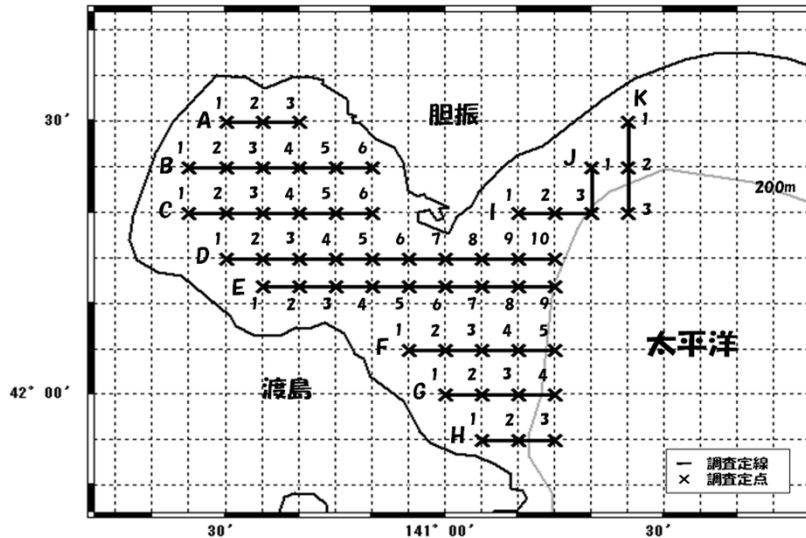 K
胆振
1 2 3
30′
A
1
1 2 3 4 5 6
J
1
2
B
200m
1 2 3 4 5 6
1 2 3
C
I
3
1 2 3 4 5 6 7 8 9 10
D
E
1 2 3 4 5 6 7 8 9
1 2 3 4 5
F
太平洋
渡島
1 2 3 4
42° 00′
G
1 2 3
H
調査定線
調査定点
30′ 141° 00′ 30′